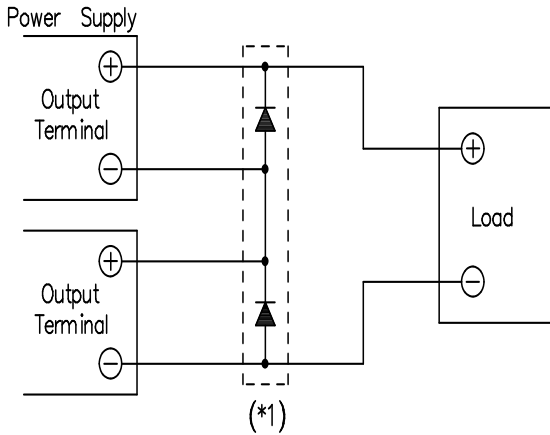 Power Supply
+
Output
Terminal
−
+
Output
Terminal
−
+
Load
−
(*1)